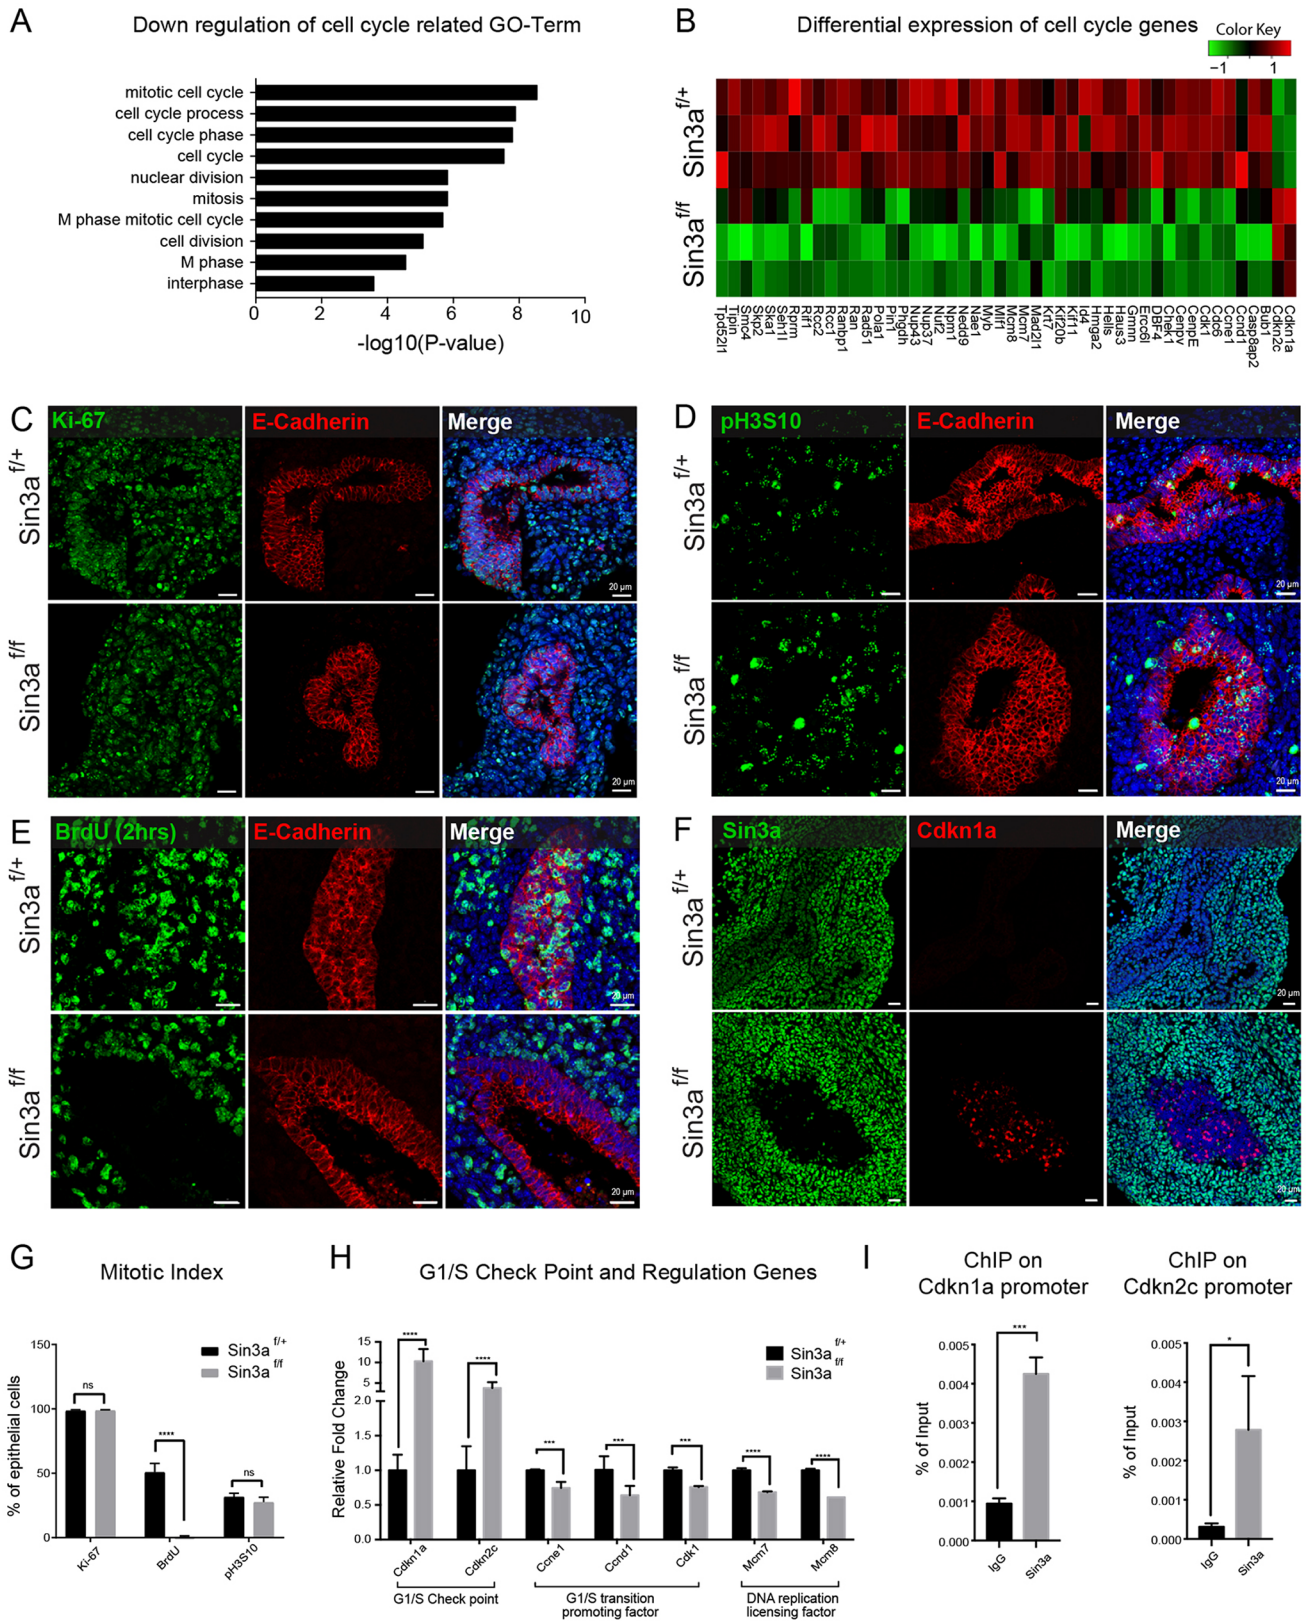 A
Down regulation of cell cycle related GO-Term
mitotic cell cycle
cell cycle process
cell cycle phase
cell cycle
nuclear division
mitosis
M phase mitotic cell cycle
cell division
M phase
interphase
0 2 4 6 8 10
-log10(P-value)
B
Differential expression of cell cycle genes
Color Key
−1 1
Sin3a f/+
Sin3a f/f
Tpd52l1
Tipin
Smc4
Skp2
Ska1
Seh1l
Rprm
Rif1
Rcc2
Rcc1
Ranbp1
Ran
Rad51
Pola1
Pin1
Phgdh
Nup43
Nup37
Nuf2
Npm1
Nedd9
Nae1
Myb
Mlf1
Mcm8
Mcm7
Mad2l1
Krt7
Kif20b
Kif11
Id4
Hmga2
Hells
Haus3
Gmnn
Ercc6l
DBF-4
Chek1
Cenpv
CenpE
Cdk1
Cdc6
Ccne1
Ccnd1
Casp8ap2
Bub1
Cdkn2c
Cdkn1a
C
Ki-67
E-Cadherin
Merge
Sin3a f/+
20 µm
Sin3a f/f
20 µm
D
pH3S10
E-Cadherin
Merge
Sin3a f/+
20 µm
Sin3a f/f
20 µm
E
BrdU (2hrs)
E-Cadherin
Merge
Sin3a f/+
20 µm
Sin3a f/f
20 µm
F
Sin3a
Cdkn1a
Merge
Sin3a f/+
20 µm
Sin3a f/f
20 µm
G
Mitotic Index
% of epithelial cells
150
100
50
0
Sin3a f/+
Sin3a f/f
ns
****
ns
Ki-67
BrdU
pH3S10
H
G1/S Check Point and Regulation Genes
Relative Fold Change
15
10
5
2.0
1.5
1.0
0.5
0.0
Sin3a f/+
Sin3a f/f
****
****
***
***
***
****
****
Cdkn1a
Cdkn2c
Ccne1
Ccnd1
Cdk1
Mcm7
Mcm8
G1/S Check point
G1/S transition
promoting factor
DNA replication
licensing factor
I
ChIP on
Cdkn1a promoter
% of Input
0.005
0.004
0.003
0.002
0.001
0.000
***
IgG
Sin3a
ChIP on
Cdkn2c promoter
% of Input
0.005
0.004
0.003
0.002
0.001
0.000
*
IgG
Sin3a